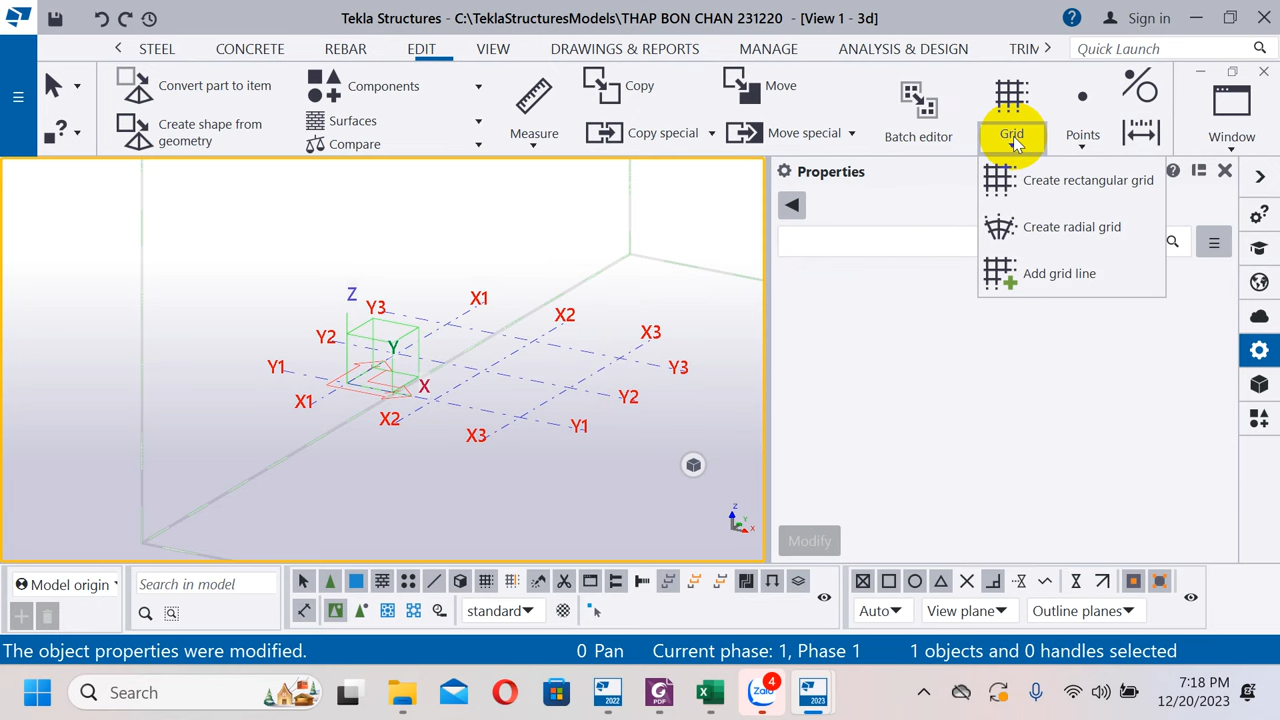 Tekla Structures - C:\TeklaStructuresModels\THAP BON CHAN 231220 - [View 1 - 3d]
? Sign in
STEEL CONCRETE REBAR EDIT VIEW DRAWINGS & REPORTS MANAGE ANALYSIS & DESIGN TRIM Quick Launch
Convert part to item
Create shape from geometry
Components
Surfaces
Compare
Measure
Copy
Copy special
Move
Move special
Batch editor
Grid
Points
Window
Create rectangular grid
Create radial grid
Add grid line
Properties
Modify
Z
Y3 X1
Y2 X2
Y X3
Y1 Y3
X1 X
X2 Y2
X3 Y1
Z
Y
X
Model origin
Search in model
standard
Auto
View plane
Outline planes
The object properties were modified. 0 Pan Current phase: 1, Phase 1 1 objects and 0 handles selected
Search
2022
PDF
Zalo
4
2023
7:18 PM
12/20/2023